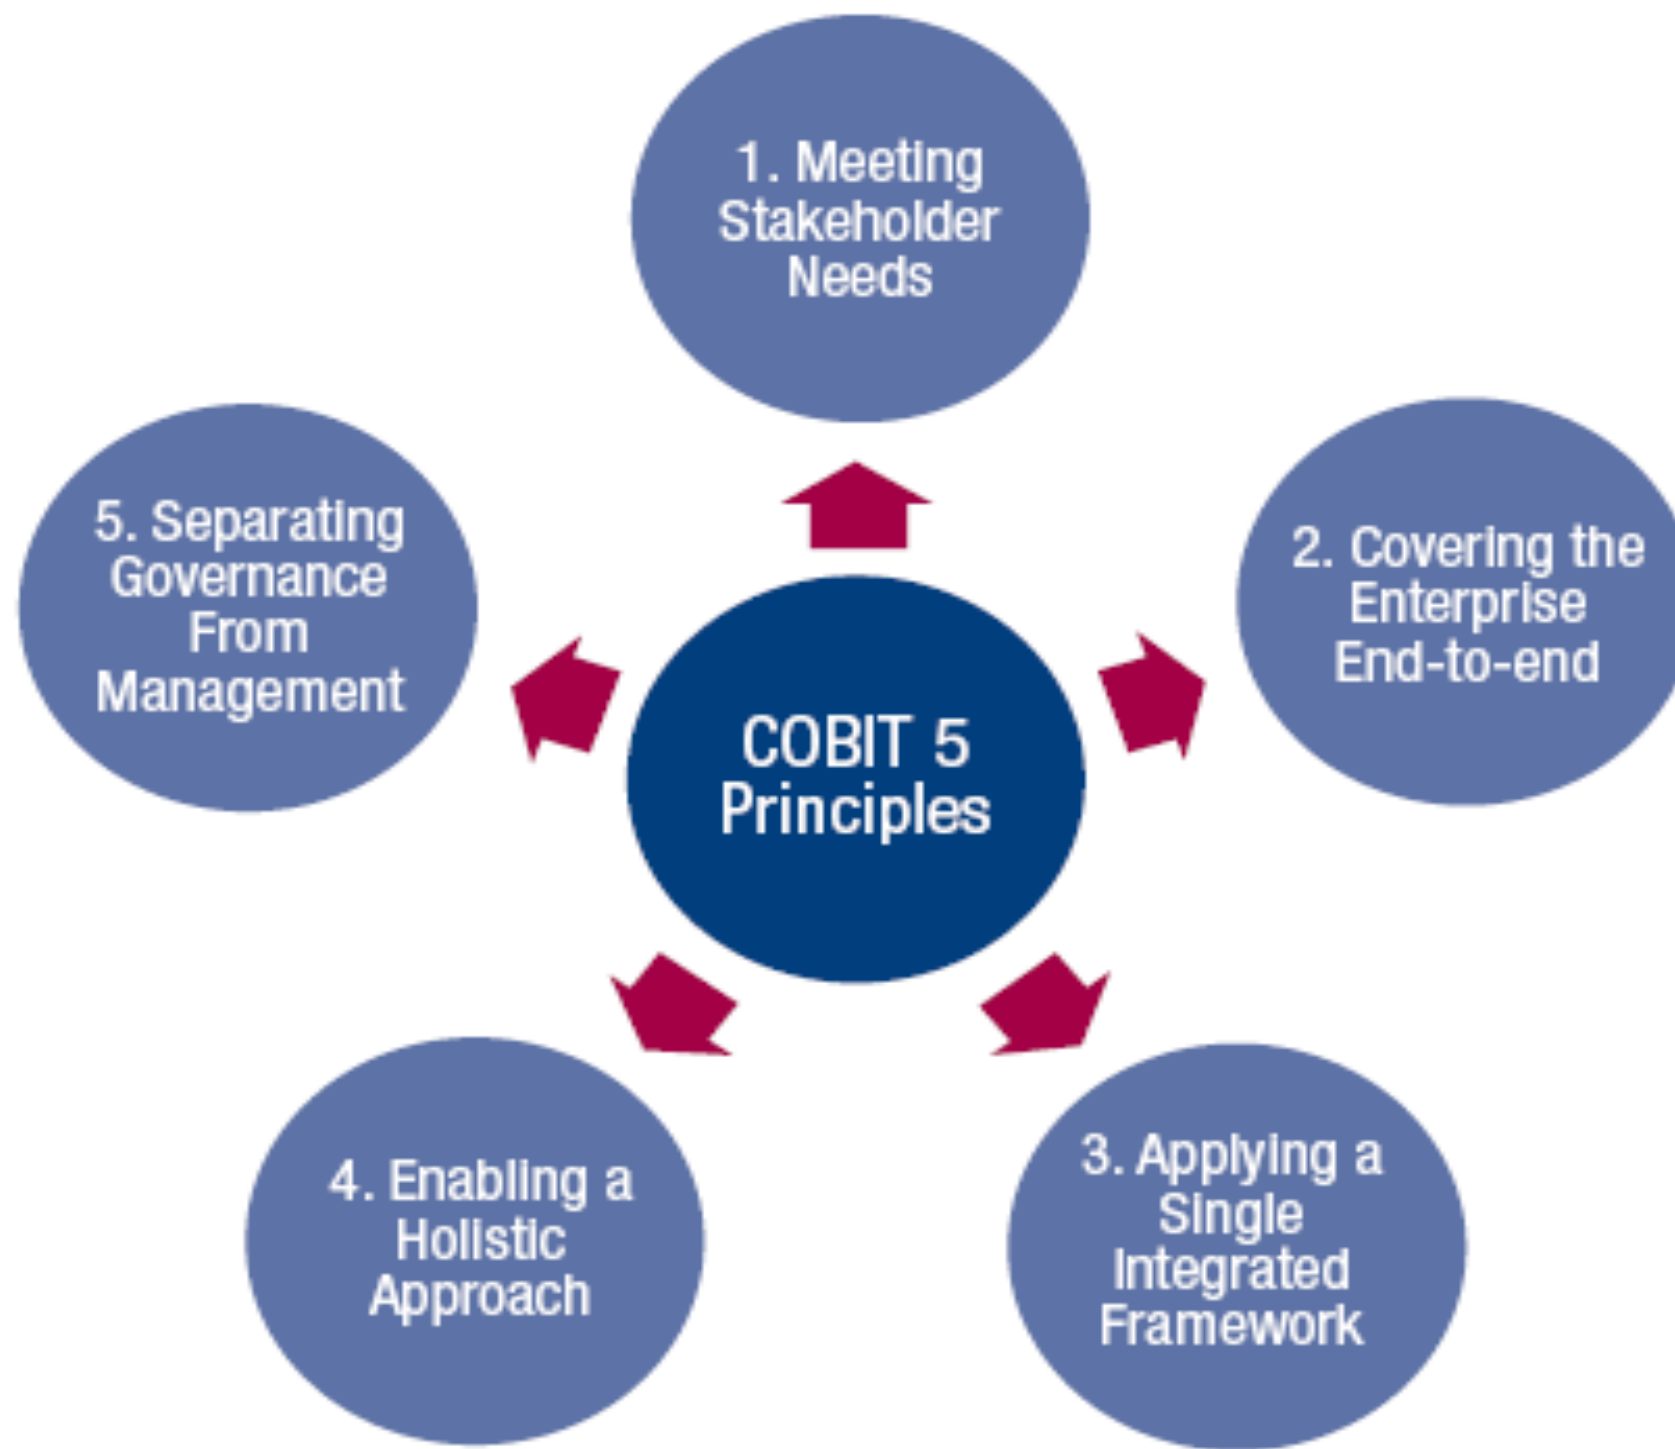 1. Meeting
Stakeholder
Needs
2. Covering the
Enterprise
End-to-end
3. Applying a
Single
Integrated
Framework
4. Enabling a
Holistic
Approach
5. Separating
Governance
From
Management
COBIT 5
Principles